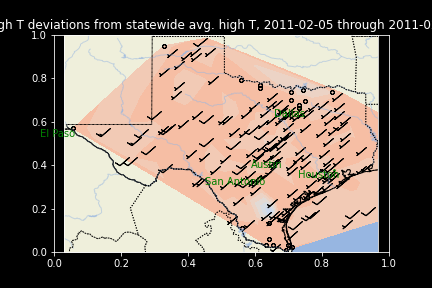 gh T deviations from statewide avg. high T, 2011-02-05 through 2011-0
1.0
0.8
0.6
0.4
0.2
0.0
El Paso
Dallas
Austin
Houston
San Antonio
0.0 0.2 0.4 0.6 0.8 1.0